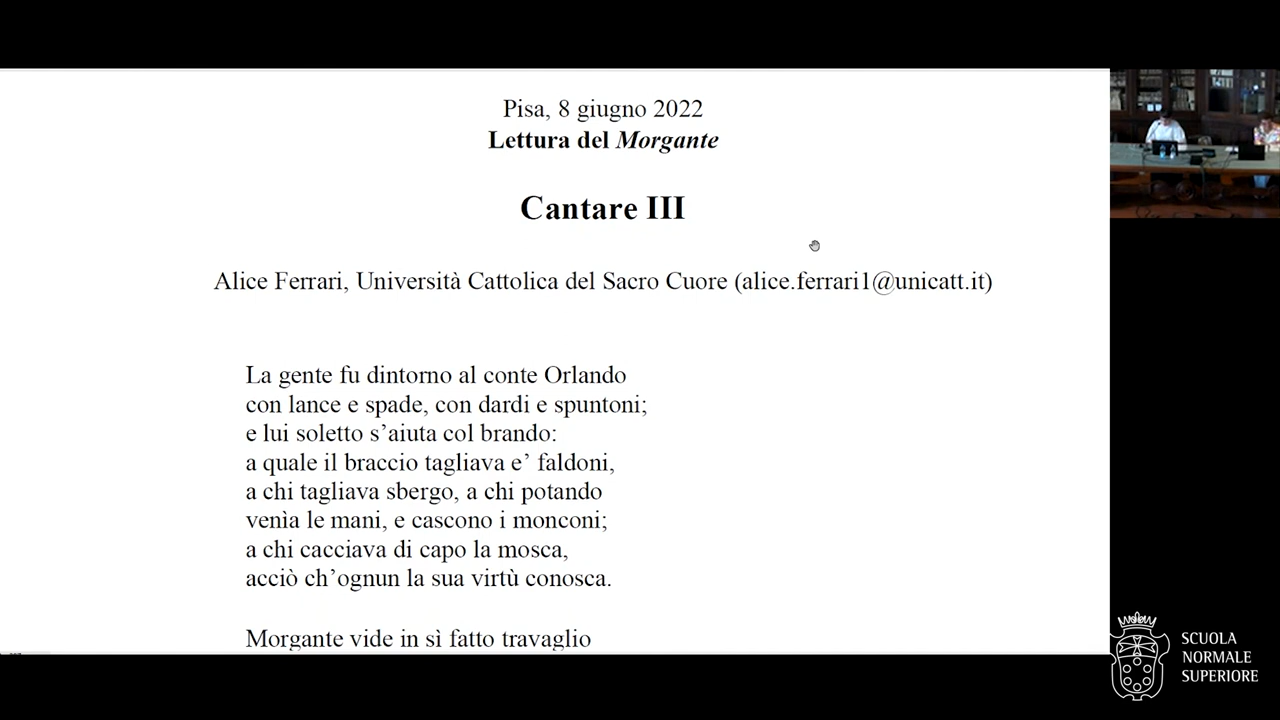 Pisa, 8 giugno 2022
Lettura del Morgante
Cantare III
Alice Ferrari, Università Cattolica del Sacro Cuore (alice.ferrari1@unicatt.it)
La gente fu dintorno al conte Orlando
con lance e spade, con dardi e spuntoni;
e lui soletto s’aiuta col brando:
a quale il braccio tagliava e’ faldoni,
a chi tagliava sbergo, a chi potando
venìa le mani, e cascono i monconi;
a chi cacciava di capo la mosca,
acciò ch’ognun la sua virtù conosca.
Morgante vide in sì fatto travaglio
SCUOLA
NORMALE
SUPERIORE